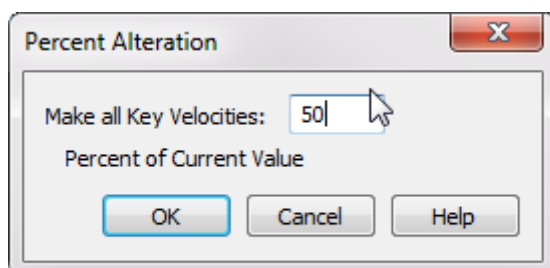 Percent Alteration
Make all Key Velocities: 50
Percent of Current Value
OK Cancel Help